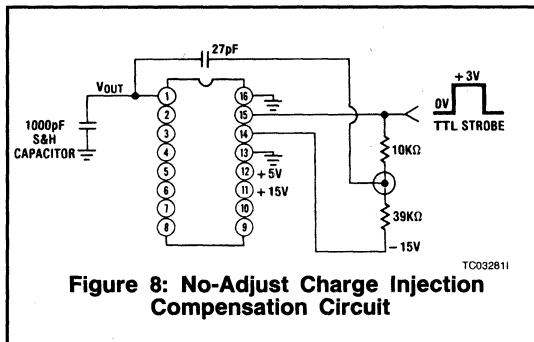 27pF
VOUT
1000pF
S&H
CAPACITOR
1
2
3
4
5
6
7
8
16
15
14
13
12
11
10
9
+ 5V
+ 15V
+ 3V
0V
TTL STROBE
10KΩ
39KΩ
- 15V
TC03281I
Figure 8: No-Adjust Charge Injection
Compensation Circuit